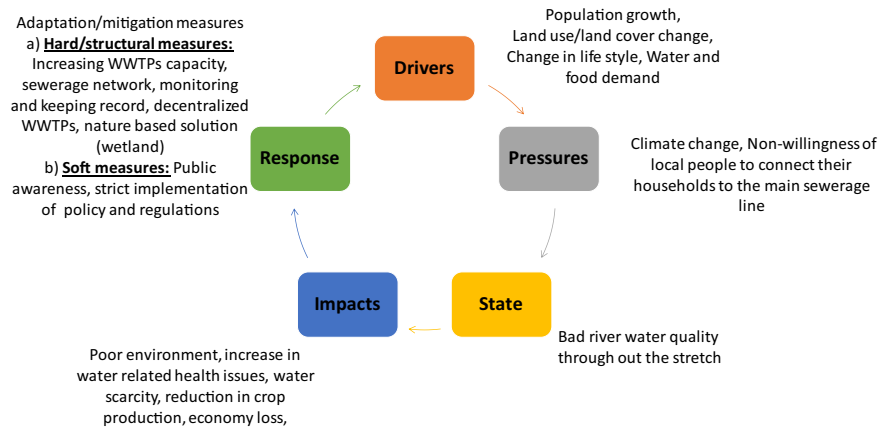 Adaptation/mitigation measures
a) Hard/structural measures:
Increasing WWTPs capacity,
sewerage network, monitoring
and keeping record, decentralized
WWTPs, nature based solution
(wetland)
b) Soft measures: Public
awareness, strict implementation
of policy and regulations
Drivers
Population growth,
Land use/land cover change,
Change in life style, Water and
food demand
Response
Pressures
Climate change, Non-willingness of
local people to connect their
households to the main sewerage
line
Impacts
State
Bad river water quality
through out the stretch
Poor environment, increase in
water related health issues, water
scarcity, reduction in crop
production, economy loss,